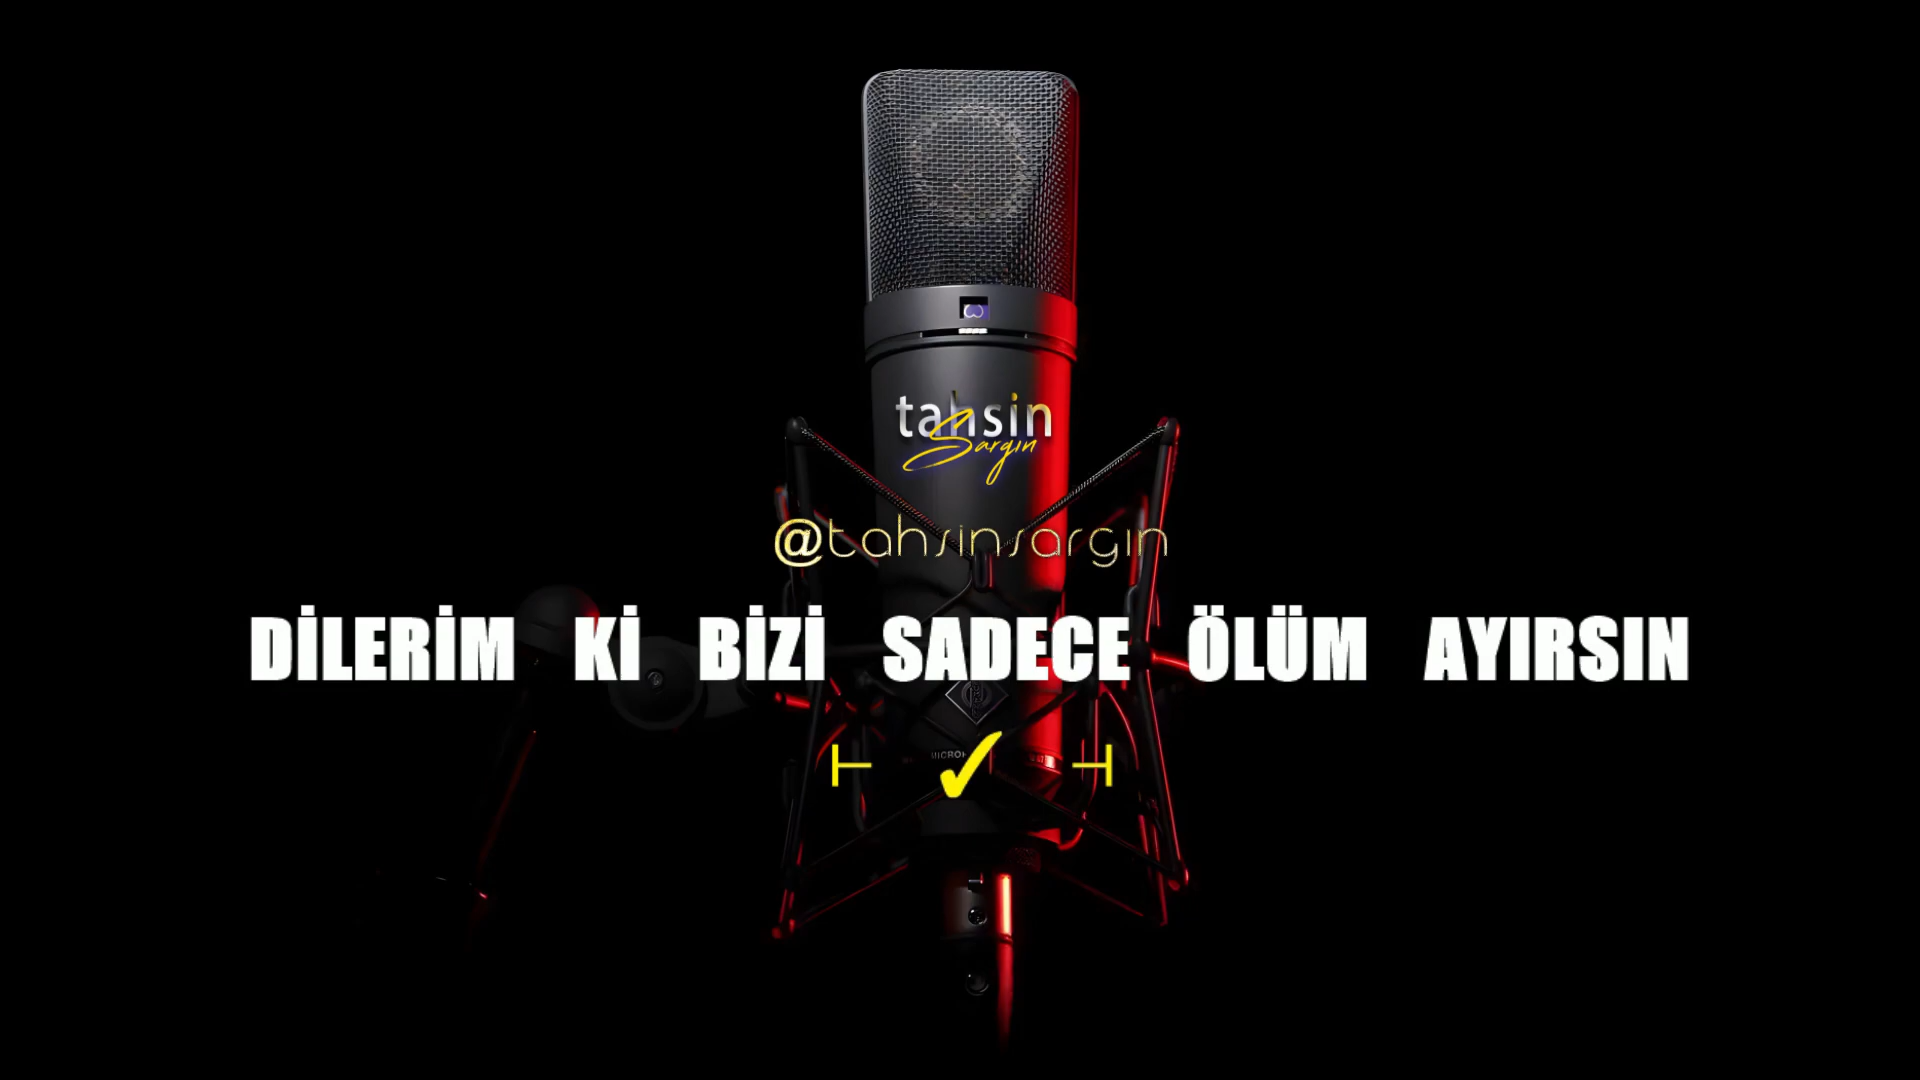 tahsin
Sargın
@tahsinsargın
DİLERİM Kİ BİZİ SADECE ÖLÜM AYIRSIN
✓